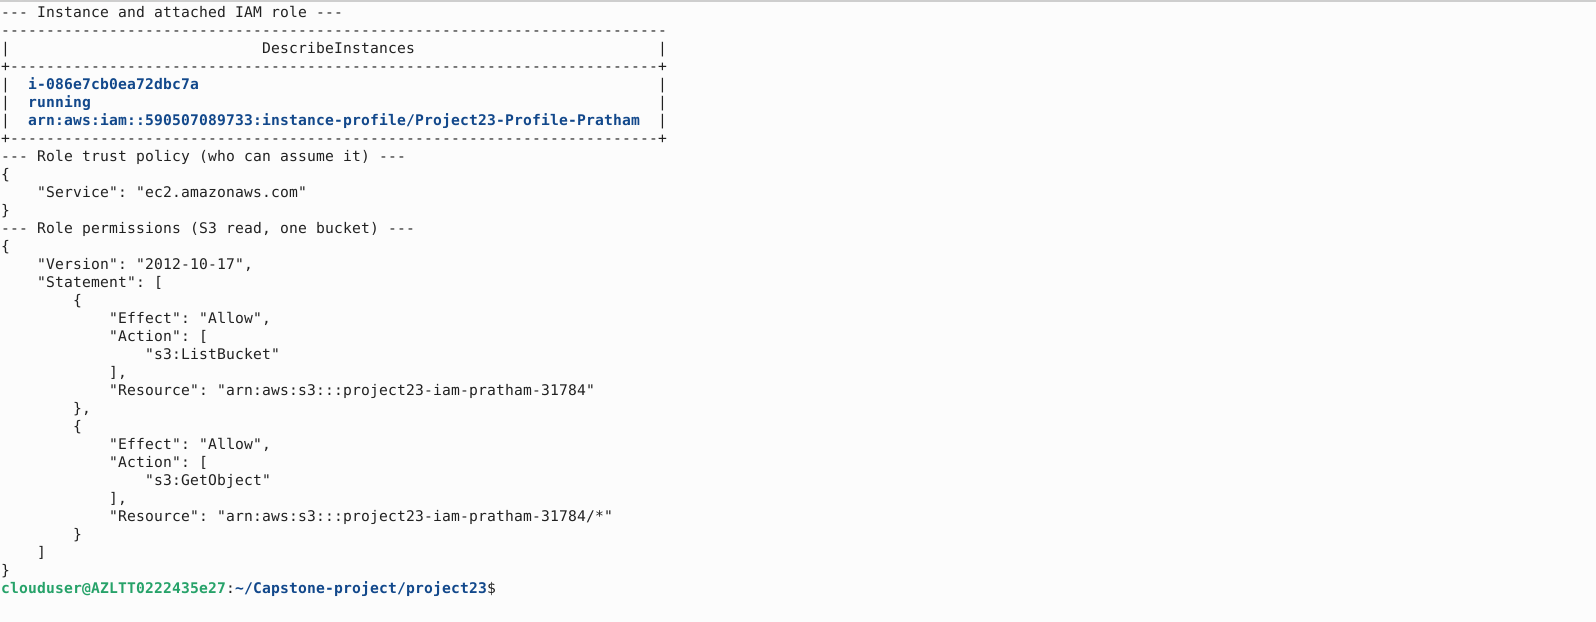 --- Instance and attached IAM role ---
--------------------------------------------------------------------------
|                            DescribeInstances                           |
+------------------------------------------------------------------------+
|  i-086e7cb0ea72dbc7a                                                   |
|  running                                                               |
|  arn:aws:iam::590507089733:instance-profile/Project23-Profile-Pratham  |
+------------------------------------------------------------------------+
--- Role trust policy (who can assume it) ---
{
    "Service": "ec2.amazonaws.com"
}
--- Role permissions (S3 read, one bucket) ---
{
    "Version": "2012-10-17",
    "Statement": [
        {
            "Effect": "Allow",
            "Action": [
                "s3:ListBucket"
            ],
            "Resource": "arn:aws:s3:::project23-iam-pratham-31784"
        },
        {
            "Effect": "Allow",
            "Action": [
                "s3:GetObject"
            ],
            "Resource": "arn:aws:s3:::project23-iam-pratham-31784/*"
        }
    ]
}
clouduser@AZLTT0222435e27:~/Capstone-project/project23$